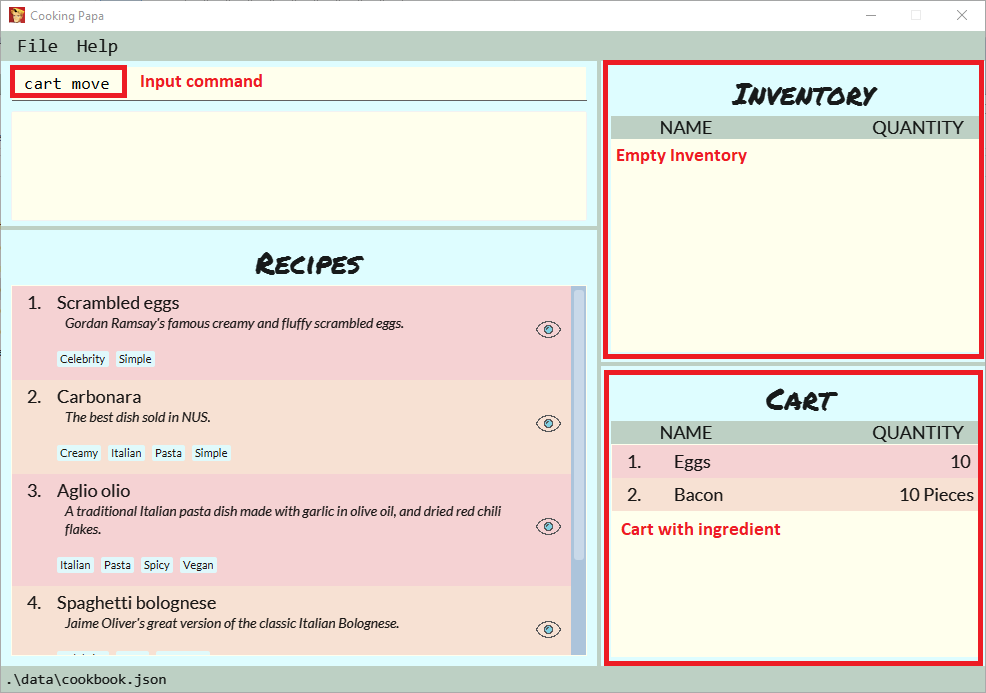 Cooking Papa
File Help
cart move
Input command
Recipes
1. Scrambled eggs
Gordan Ramsay's famous creamy and fluffy scrambled eggs.
Celebrity Simple
2. Carbonara
The best dish sold in NUS.
Creamy Italian Pasta Simple
3. Aglio olio
A traditional Italian pasta dish made with garlic in olive oil, and dried red chili
flakes.
Italian Pasta Spicy Vegan
4. Spaghetti bolognese
Jaime Oliver's great version of the classic Italian Bolognese.
Inventory
NAME QUANTITY
Empty Inventory
Cart
NAME QUANTITY
1. Eggs 10
2. Bacon 10 Pieces
Cart with ingredient
.\data\cookbook.json